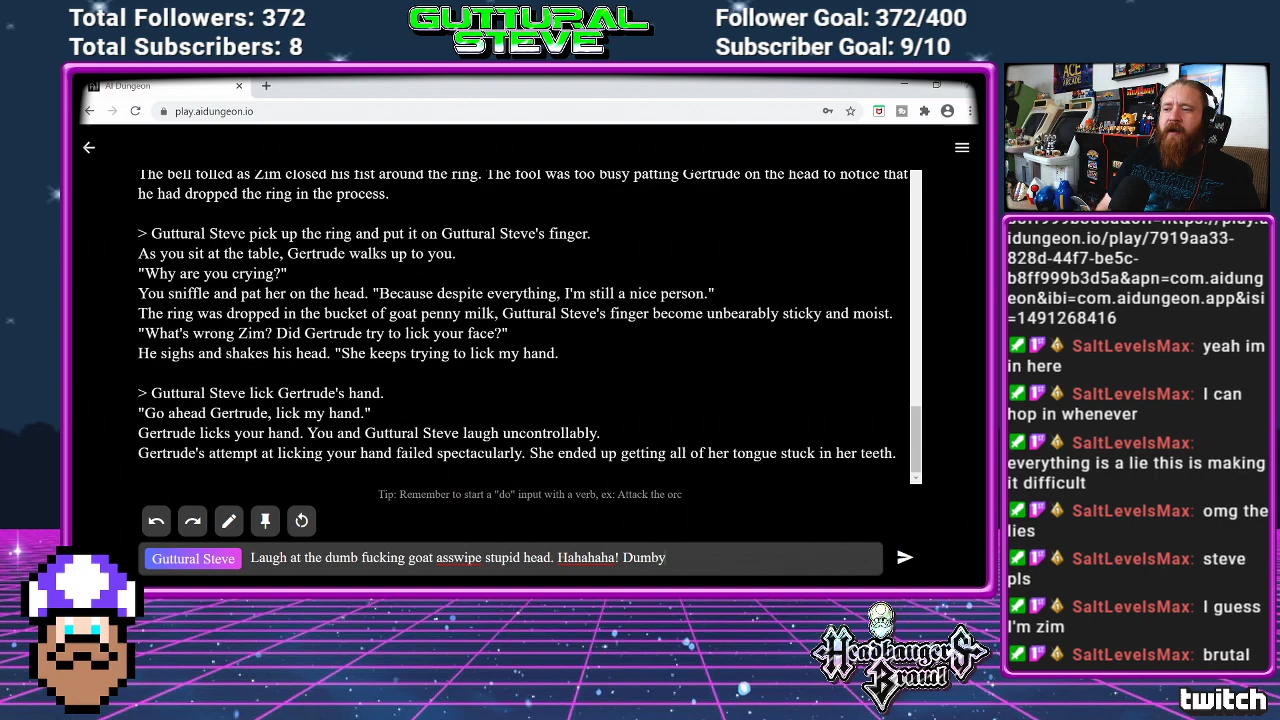 Total Followers: 372
Total Subscribers: 8
GUTTURAL
STEVE
Follower Goal: 372/400
Subscriber Goal: 9/10
AI Dungeon
play.aidungeon.io
The bell tolled as Zim closed his fist around the ring. The fool was too busy patting Gertrude on the head to notice that
he had dropped the ring in the process.
> Guttural Steve pick up the ring and put it on Guttural Steve's finger.
As you sit at the table, Gertrude walks up to you.
"Why are you crying?"
You sniffle and pat her on the head. "Because despite everything, I'm still a nice person."
The ring was dropped in the bucket of goat penny milk, Guttural Steve's finger become unbearably sticky and moist.
"What's wrong Zim? Did Gertrude try to lick your face?"
He sighs and shakes his head. "She keeps trying to lick my hand.
> Guttural Steve lick Gertrude's hand.
"Go ahead Gertrude, lick my hand."
Gertrude licks your hand. You and Guttural Steve laugh uncontrollably.
Gertrude's attempt at licking your hand failed spectacularly. She ended up getting all of her tongue stuck in her teeth.
Tip: Remember to start a "do" input with a verb, ex: Attack the orc
Guttural Steve Laugh at the dumb fucking goat asswipe stupid head. Hahahaha! Dumby
ACE
ARCADE
idungeon.io/play/7919aa33-
828d-44f7-be5c-
b8ff999b3d5a&apn=com.aidung
eon&ibi=com.aidungeon.app&isi
=1491268416
SaltLevelsMax: yeah im
in here
SaltLevelsMax: I can
hop in whenever
SaltLevelsMax:
everything is a lie this is making
it difficult
SaltLevelsMax: omg the
lies
SaltLevelsMax: steve
pls
SaltLevelsMax: I guess
I'm zim
SaltLevelsMax: brutal
Headbangers
Brawl
twitch